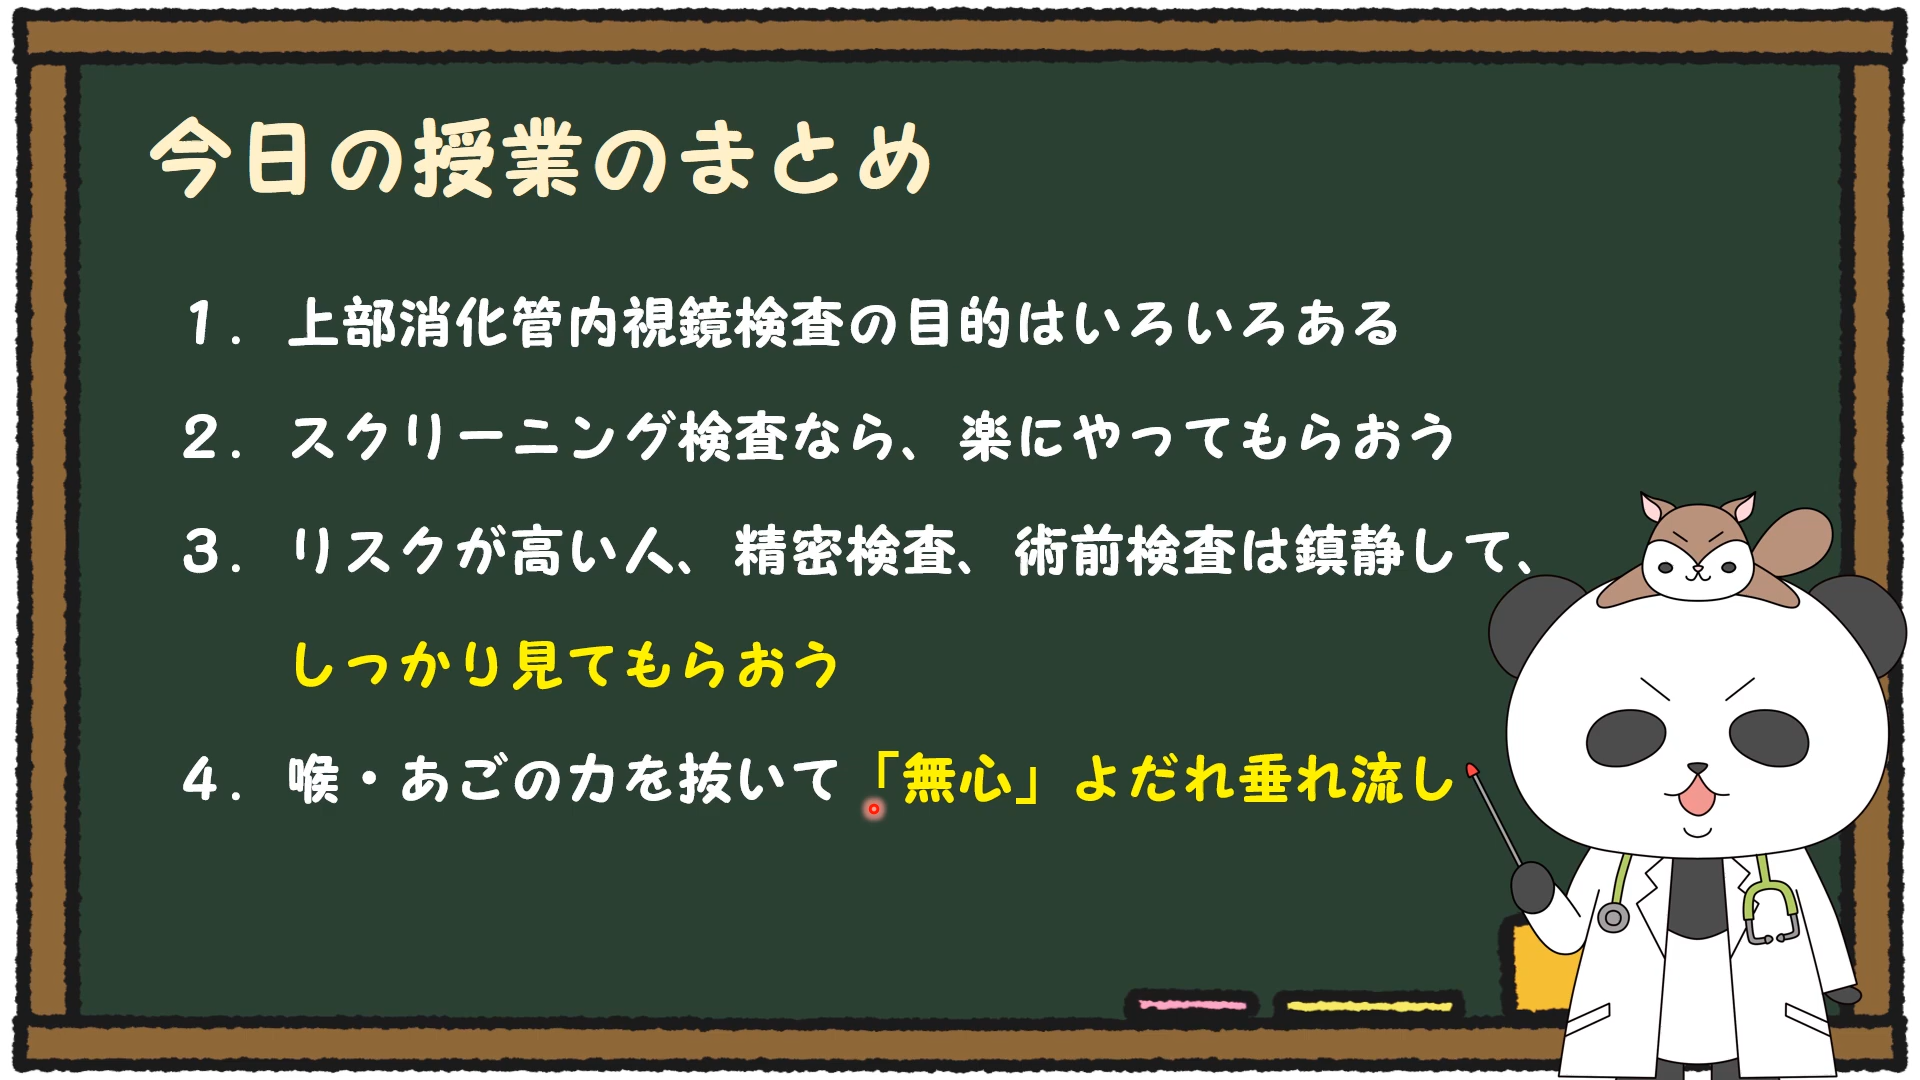 今日の授業のまとめ
１．上部消化管内視鏡検査の目的はいろいろある
２．スクリーニング検査なら、楽にやってもらおう
３．リスクが高い人、精密検査、術前検査は鎮静して、
しっかり見てもらおう
４．喉・あごの力を抜いて「無心」よだれ垂れ流し